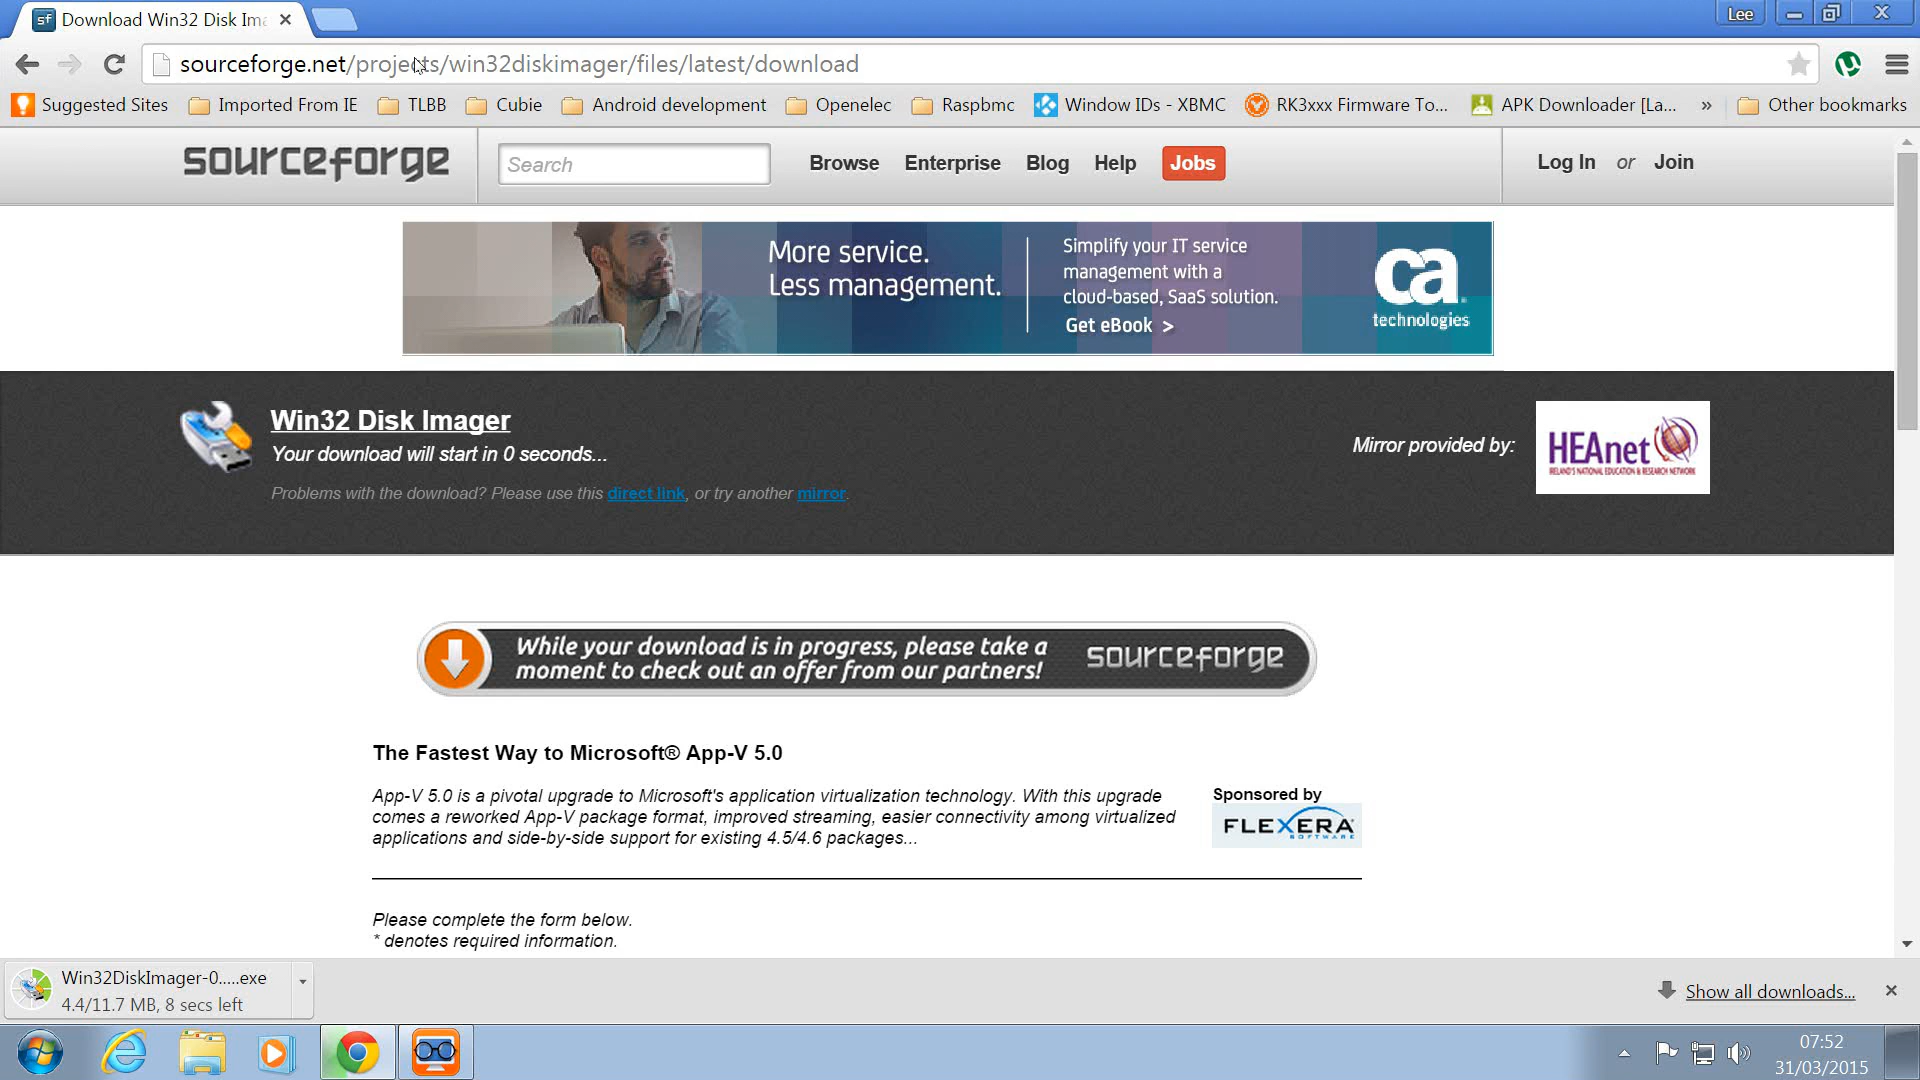 sf Download Win32 Disk Ima
Lee
sourceforge.net/projects/win32diskimager/files/latest/download
Suggested Sites Imported From IE TLBB Cubie Android development Openelec Raspbmc Window IDs - XBMC RK3xxx Firmware To... APK Downloader [La... » Other bookmarks
sourceforge Search Browse Enterprise Blog Help Jobs Log In or Join
More service.
Less management.
Simplify your IT service
management with a
cloud-based, SaaS solution.
Get eBook >
ca
technologies
Win32 Disk Imager
Your download will start in 0 seconds...
Problems with the download? Please use this direct link, or try another mirror.
Mirror provided by:
HEAnet
IRELAND'S NATIONAL EDUCATION & RESEARCH NETWORK
While your download is in progress, please take a
moment to check out an offer from our partners!
sourceforge
The Fastest Way to Microsoft® App-V 5.0
App-V 5.0 is a pivotal upgrade to Microsoft's application virtualization technology. With this upgrade
comes a reworked App-V package format, improved streaming, easier connectivity among virtualized
applications and side-by-side support for existing 4.5/4.6 packages...
Sponsored by
FLEXERA
SOFTWARE
Please complete the form below.
* denotes required information.
Win32DiskImager-0.....exe
4.4/11.7 MB, 8 secs left
Show all downloads...
07:52
31/03/2015